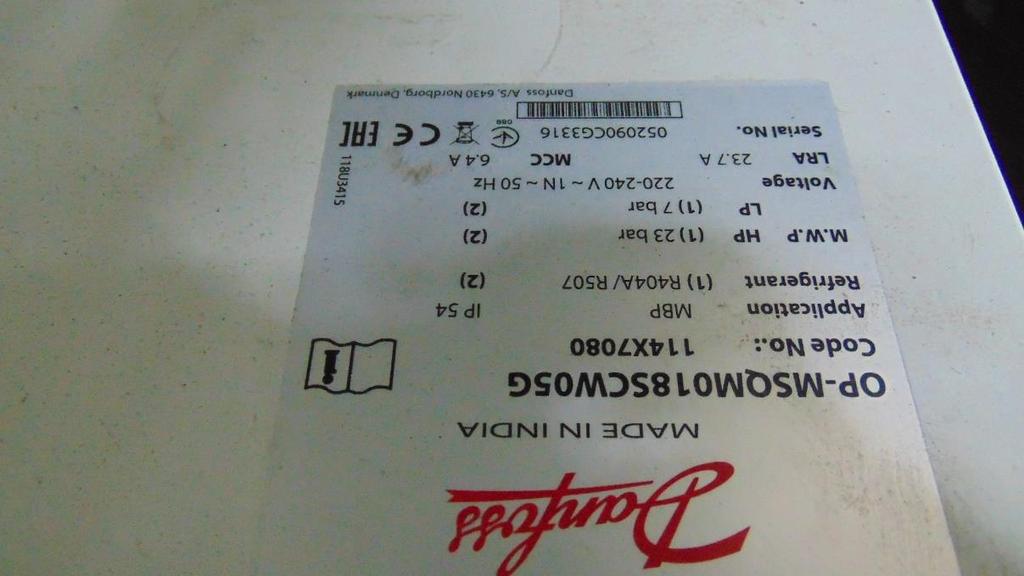 Danfoss
MADE IN INDIA
OP-MSQM018SCW05G
Code No.: 114X7080
Application MBP IP 54
Refrigerant (1) R404A/ R507 (2)
M.W.P. HP (1) 23 bar (2)
LP (1) 7 bar (2)
Voltage 220-240 V ~ 1N ~ 50 Hz
LRA 23.7 A MCC 6.4 A
Serial No. 052090CG3316
Danfoss A/S, 6430 Nordborg, Denmark
118U3415
CE
EAC